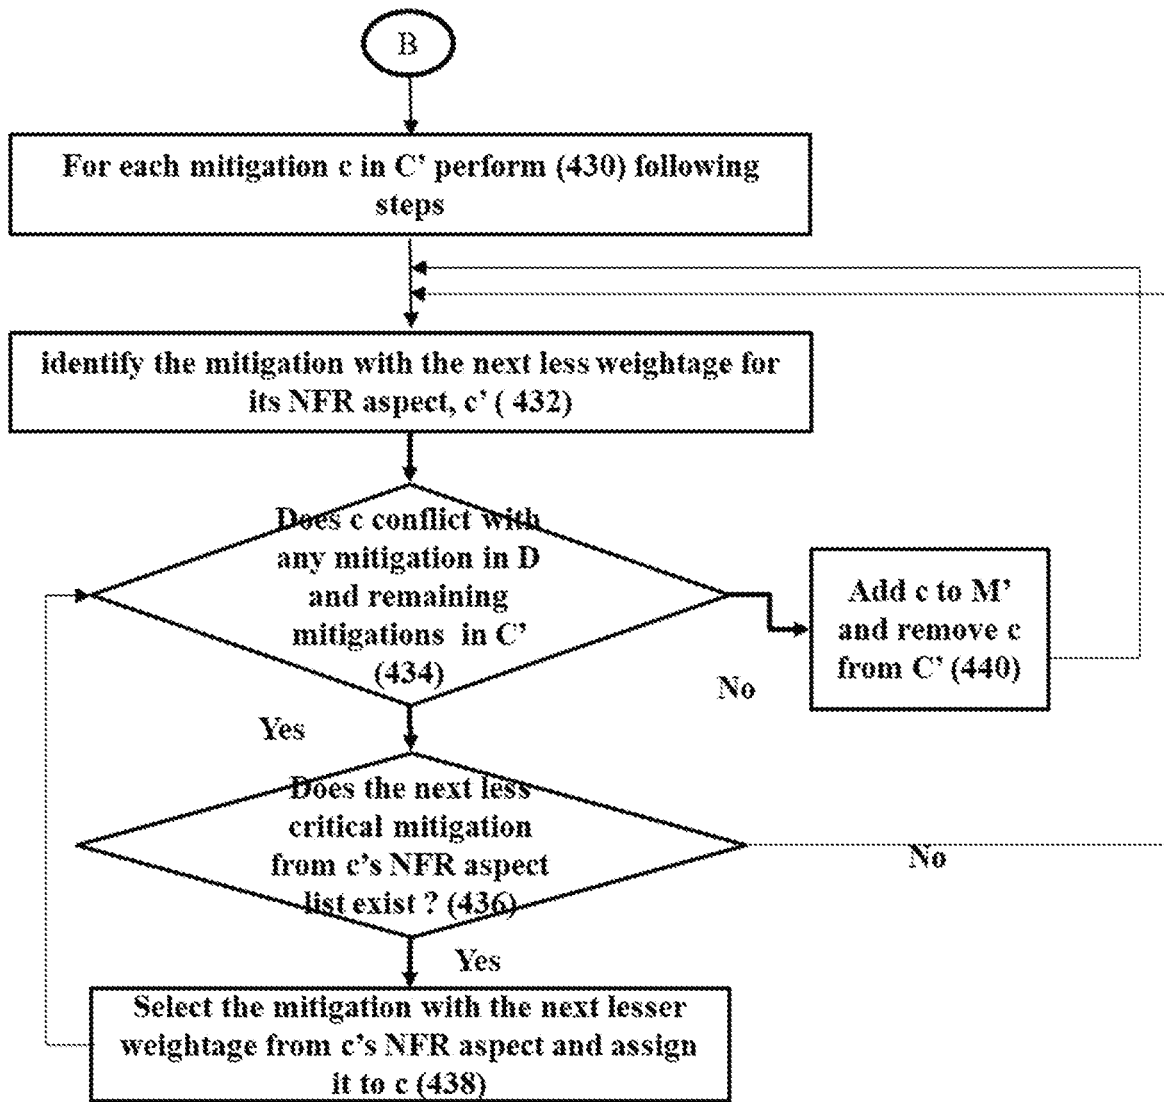 B
For each mitigation c in C' perform (430) following
steps
identify the mitigation with the next less weightage for
its NFR aspect, c' ( 432)
Does c conflict with
any mitigation in D
and remaining
mitigations in C'
(434)
Add c to M'
and remove c
from C' (440)
No
Yes
Does the next less
critical mitigation
from c's NFR aspect
list exist ? (436)
No
Yes
Select the mitigation with the next lesser
weightage from c's NFR aspect and assign
it to c (438)